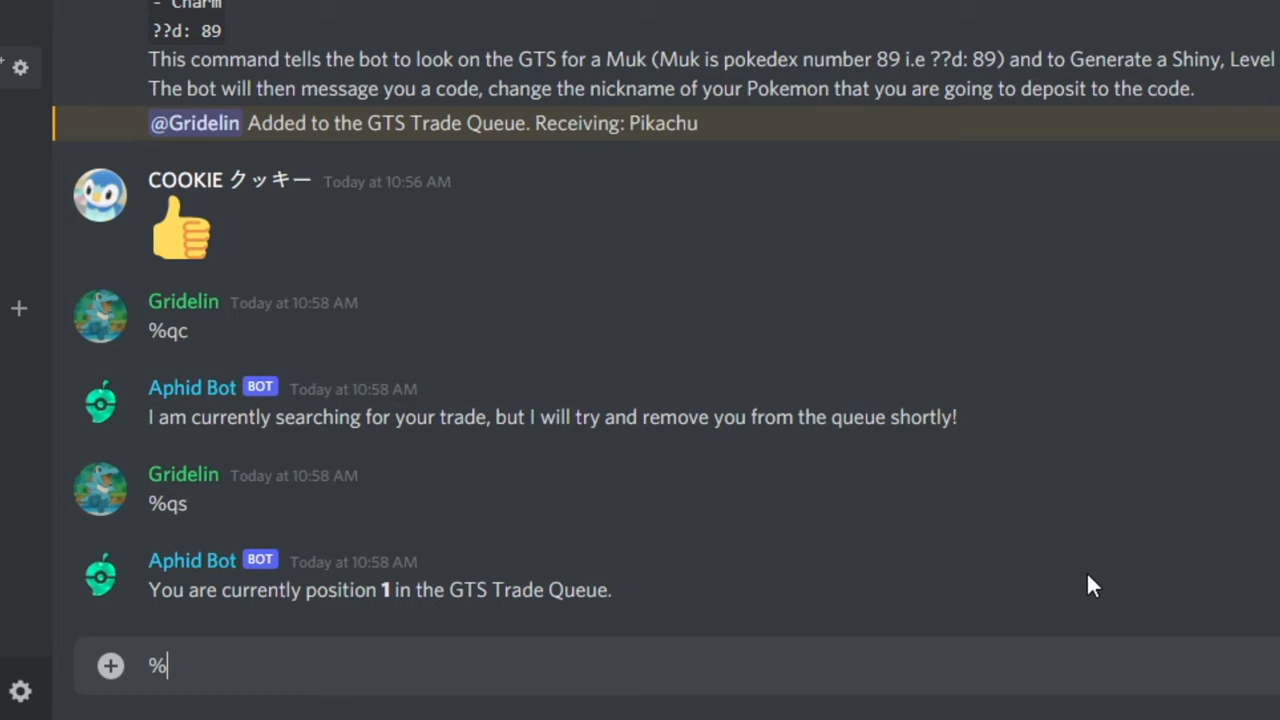 - Charm
??d: 89
This command tells the bot to look on the GTS for a Muk (Muk is pokedex number 89 i.e ??d: 89) and to Generate a Shiny, Level
The bot will then message you a code, change the nickname of your Pokemon that you are going to deposit to the code.
@Gridelin Added to the GTS Trade Queue. Receiving: Pikachu
COOKIE クッキー Today at 10:56 AM
Gridelin Today at 10:58 AM
%qc
Aphid Bot BOT Today at 10:58 AM
I am currently searching for your trade, but I will try and remove you from the queue shortly!
Gridelin Today at 10:58 AM
%qs
Aphid Bot BOT Today at 10:58 AM
You are currently position 1 in the GTS Trade Queue.
%